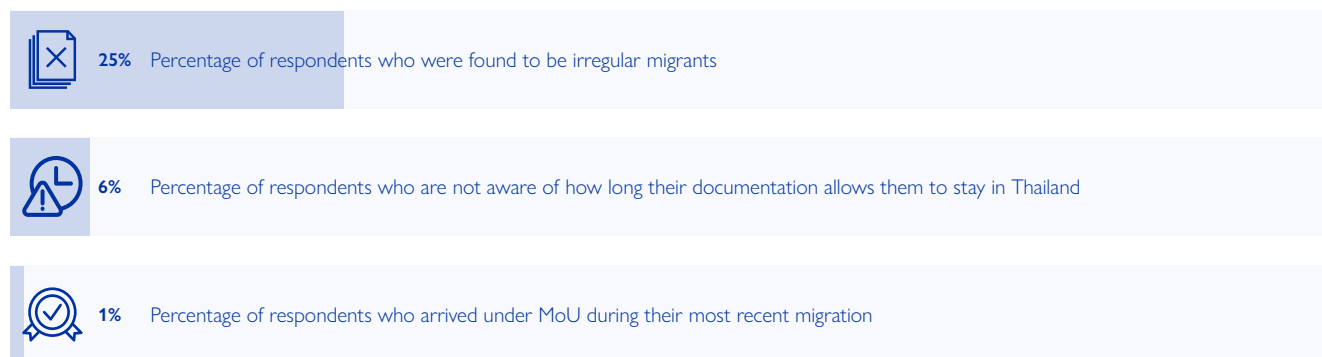 25% Percentage of respondents who were found to be irregular migrants
6% Percentage of respondents who are not aware of how long their documentation allows them to stay in Thailand
1% Percentage of respondents who arrived under MoU during their most recent migration